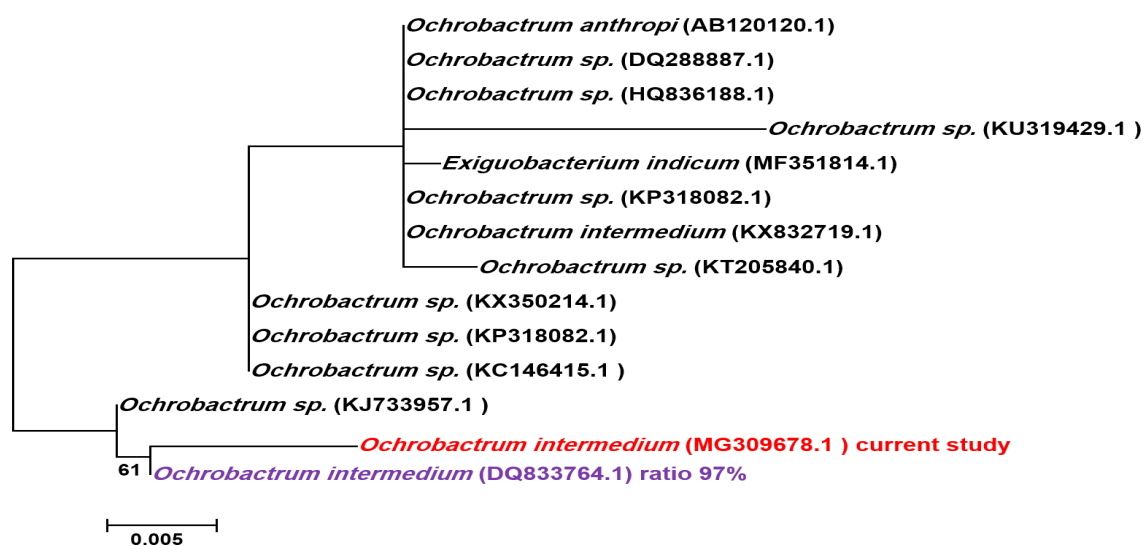 Ochrobactrum anthropi (AB120120.1)
Ochrobactrum sp. (DQ288887.1)
Ochrobactrum sp. (HQ836188.1)
Ochrobactrum sp. (KU319429.1 )
Exiguobacterium indicum (MF351814.1)
Ochrobactrum sp. (KP318082.1)
Ochrobactrum intermedium (KX832719.1)
Ochrobactrum sp. (KT205840.1)
Ochrobactrum sp. (KX350214.1)
Ochrobactrum sp. (KP318082.1)
Ochrobactrum sp. (KC146415.1 )
Ochrobactrum sp. (KJ733957.1 )
Ochrobactrum intermedium (MG309678.1 ) current study
61 Ochrobactrum intermedium (DQ833764.1) ratio 97%
0.005